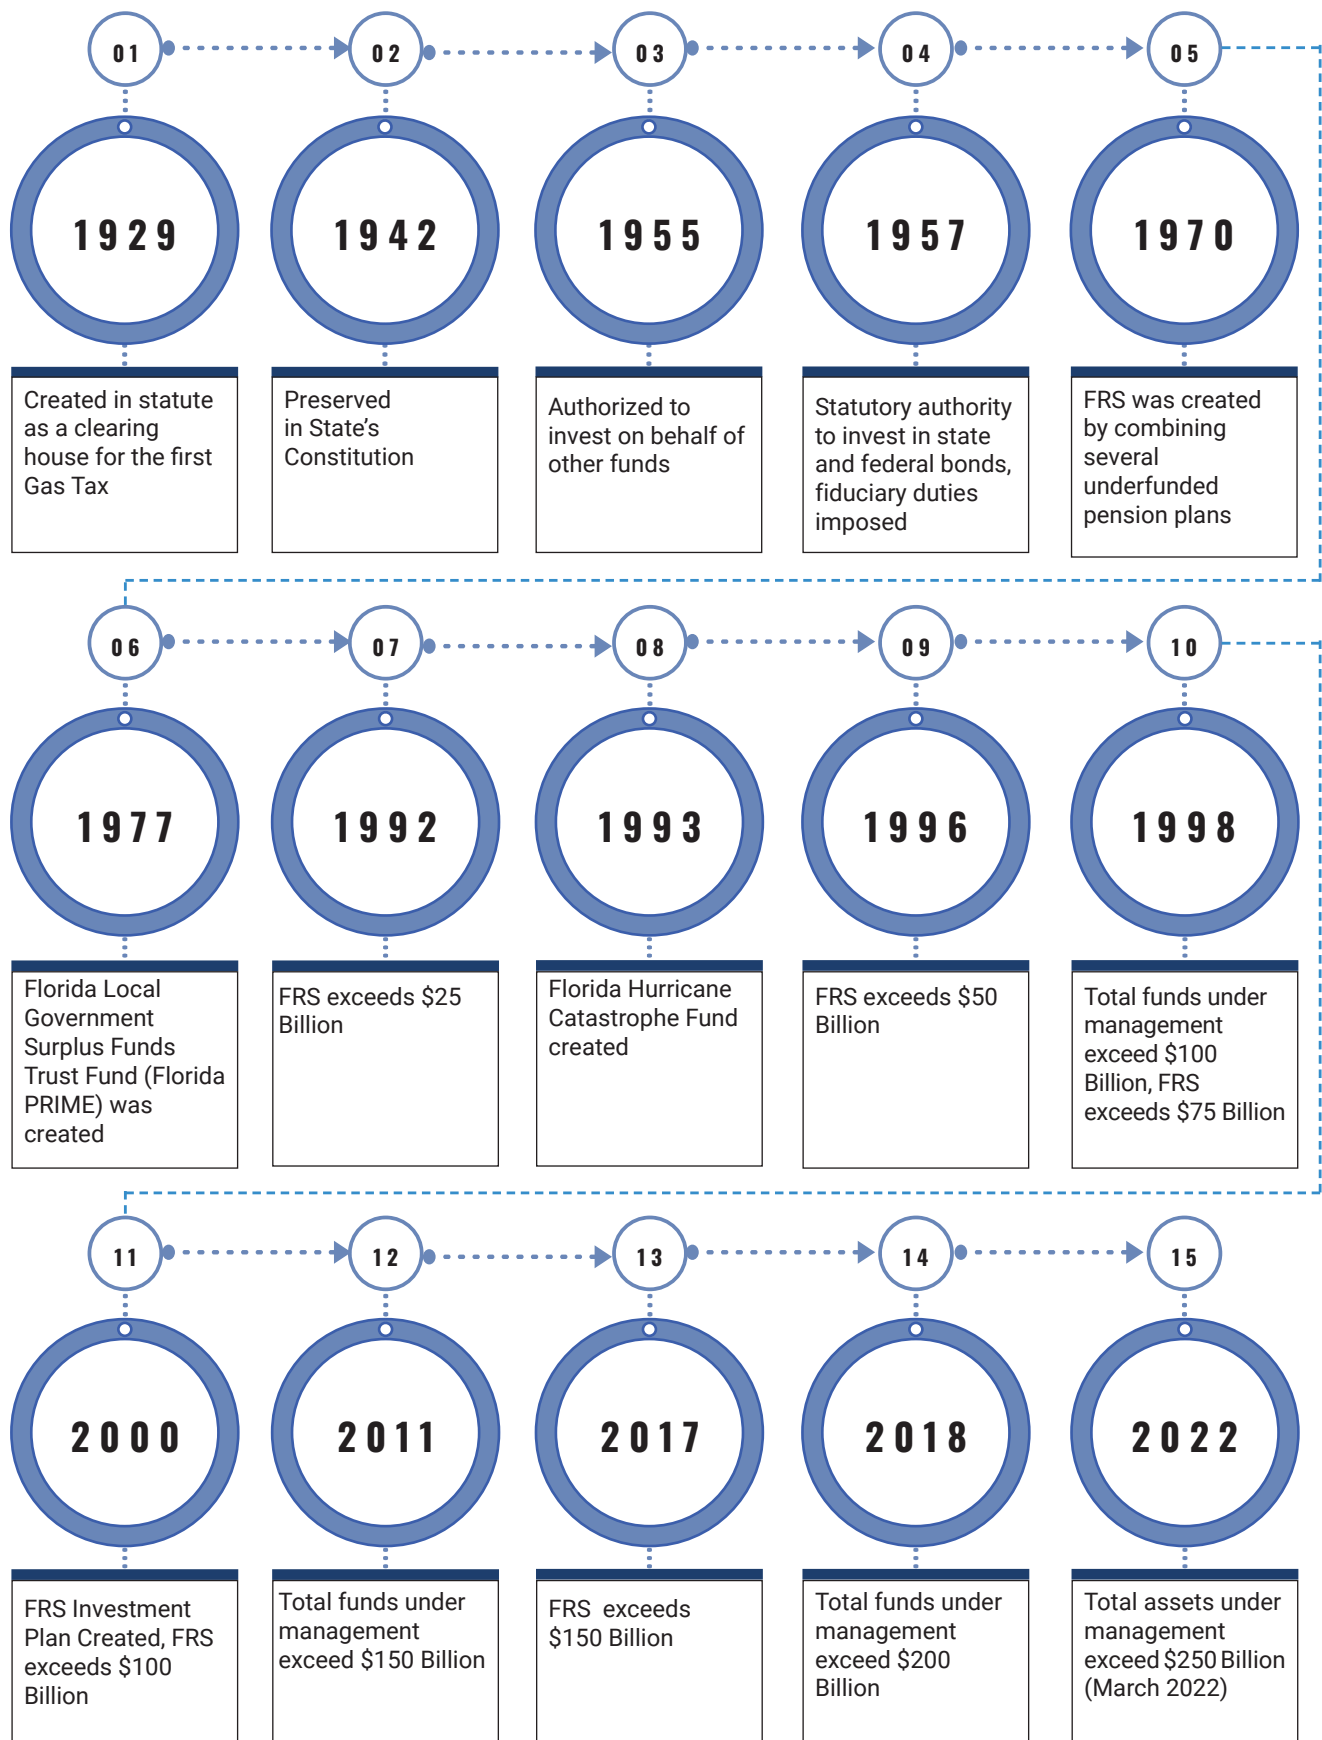 01
02
03
04
05
1929
1942
1955
1957
1970
Created in statute
as a clearing
house for the first
Gas Tax
Preserved
in State's
Constitution
Authorized to
invest on behalf of
other funds
Statutory authority
to invest in state
and federal bonds,
fiduciary duties
imposed
FRS was created
by combining
several
underfunded
pension plans
06
07
08
09
10
1977
1992
1993
1996
1998
Florida Local
Government
Surplus Funds
Trust Fund (Florida
PRIME) was
created
FRS exceeds $25
Billion
Florida Hurricane
Catastrophe Fund
created
FRS exceeds $50
Billion
Total funds under
management
exceed $100
Billion, FRS
exceeds $75 Billion
11
12
13
14
15
2000
2011
2017
2018
2022
FRS Investment
Plan Created, FRS
exceeds $100
Billion
Total funds under
management
exceed $150 Billion
FRS exceeds
$150 Billion
Total funds under
management
exceed $200
Billion
Total assets under
management
exceed $250 Billion
(March 2022)